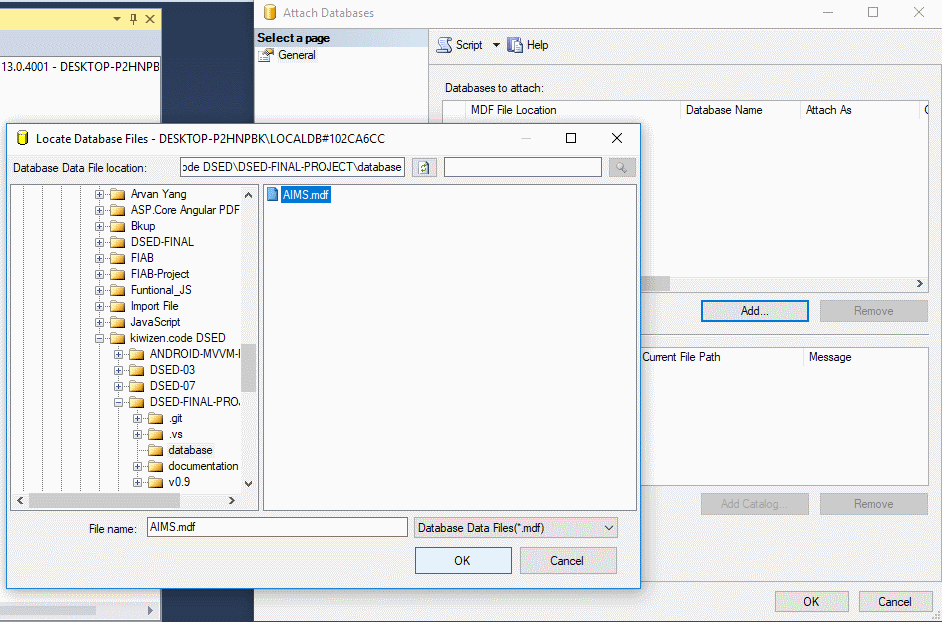 Attach Databases
Select a page
General
Script
Help
13.0.4001 - DESKTOP-P2HNPB
Databases to attach:
MDF File Location
Database Name
Attach As
Locate Database Files - DESKTOP-P2HNPBK\LOCALDB#102CA6CC
Database Data File location:
ode DSED\DSED-FINAL-PROJECT\database
Arvan Yang
ASP.Core Angular PDF
Bkup
DSED-FINAL
FIAB
FIAB-Project
Funtional_JS
Import File
JavaScript
kiwizen.code DSED
ANDROID-MVVM-
DSED-03
DSED-07
DSED-FINAL-PRO
.git
.vs
database
documentation
v0.9
AIMS.mdf
File name:
AIMS.mdf
Database Data Files(*.mdf)
OK
Cancel
Add...
Remove
Current File Path
Message
Add Catalog...
Remove
OK
Cancel